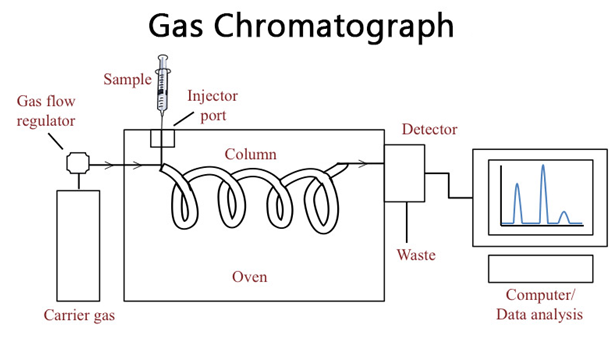 Gas Chromatograph
Sample
Gas flow
regulator
Injector
port
Detector
Column
Waste
Oven
Carrier gas
Computer/
Data analysis